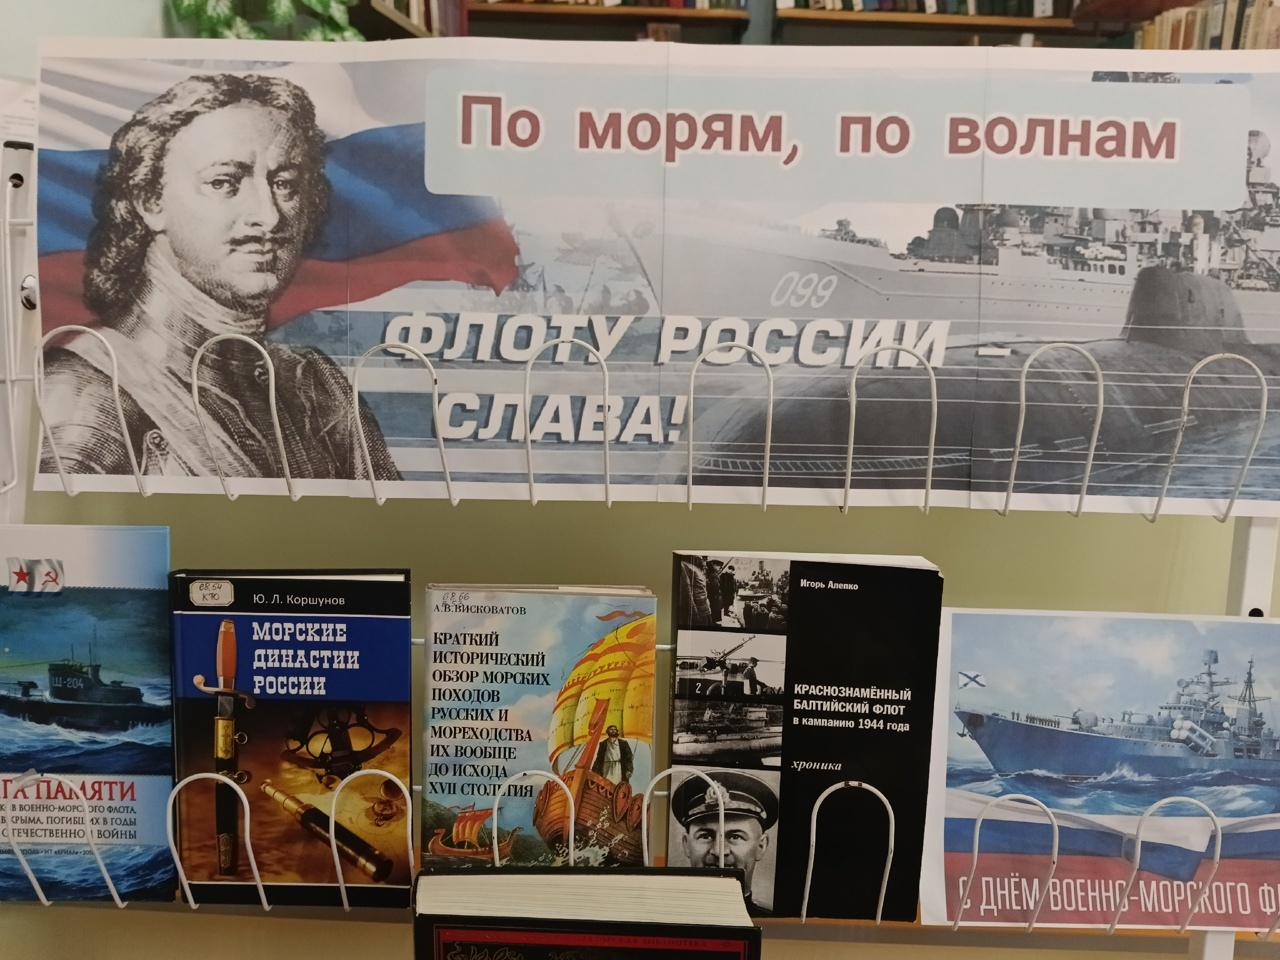 По морям, по волнам
099
ФЛОТУ РОССИИ –
СЛАВА!
Щ-204
ПАМЯТИ
ВОЕННО-МОРСКОГО ФЛОТА,
КРЫМА, ПОГИБШИХ В ГОДЫ
ОТЕЧЕСТВЕННОЙ ВОЙНЫ
Ю. Л. Коршунов
МОРСКИЕ
ДИНАСТИИ
РОССИИ
А.В.ВИСКОВАТОВ
КРАТКИЙ
ИСТОРИЧЕСКИЙ
ОБЗОР МОРСКИХ
ПОХОДОВ
РУССКИХ И
МОРЕХОДСТВА
ИХ ВООБЩЕ
ДО ИСХОДА
XVII СТОЛЕТИЯ
Игорь Алепко
КРАСНОЗНАМЁННЫЙ
БАЛТИЙСКИЙ ФЛОТ
в кампанию 1944 года
хроника
С ДНЁМ ВОЕННО-МОРСКОГО